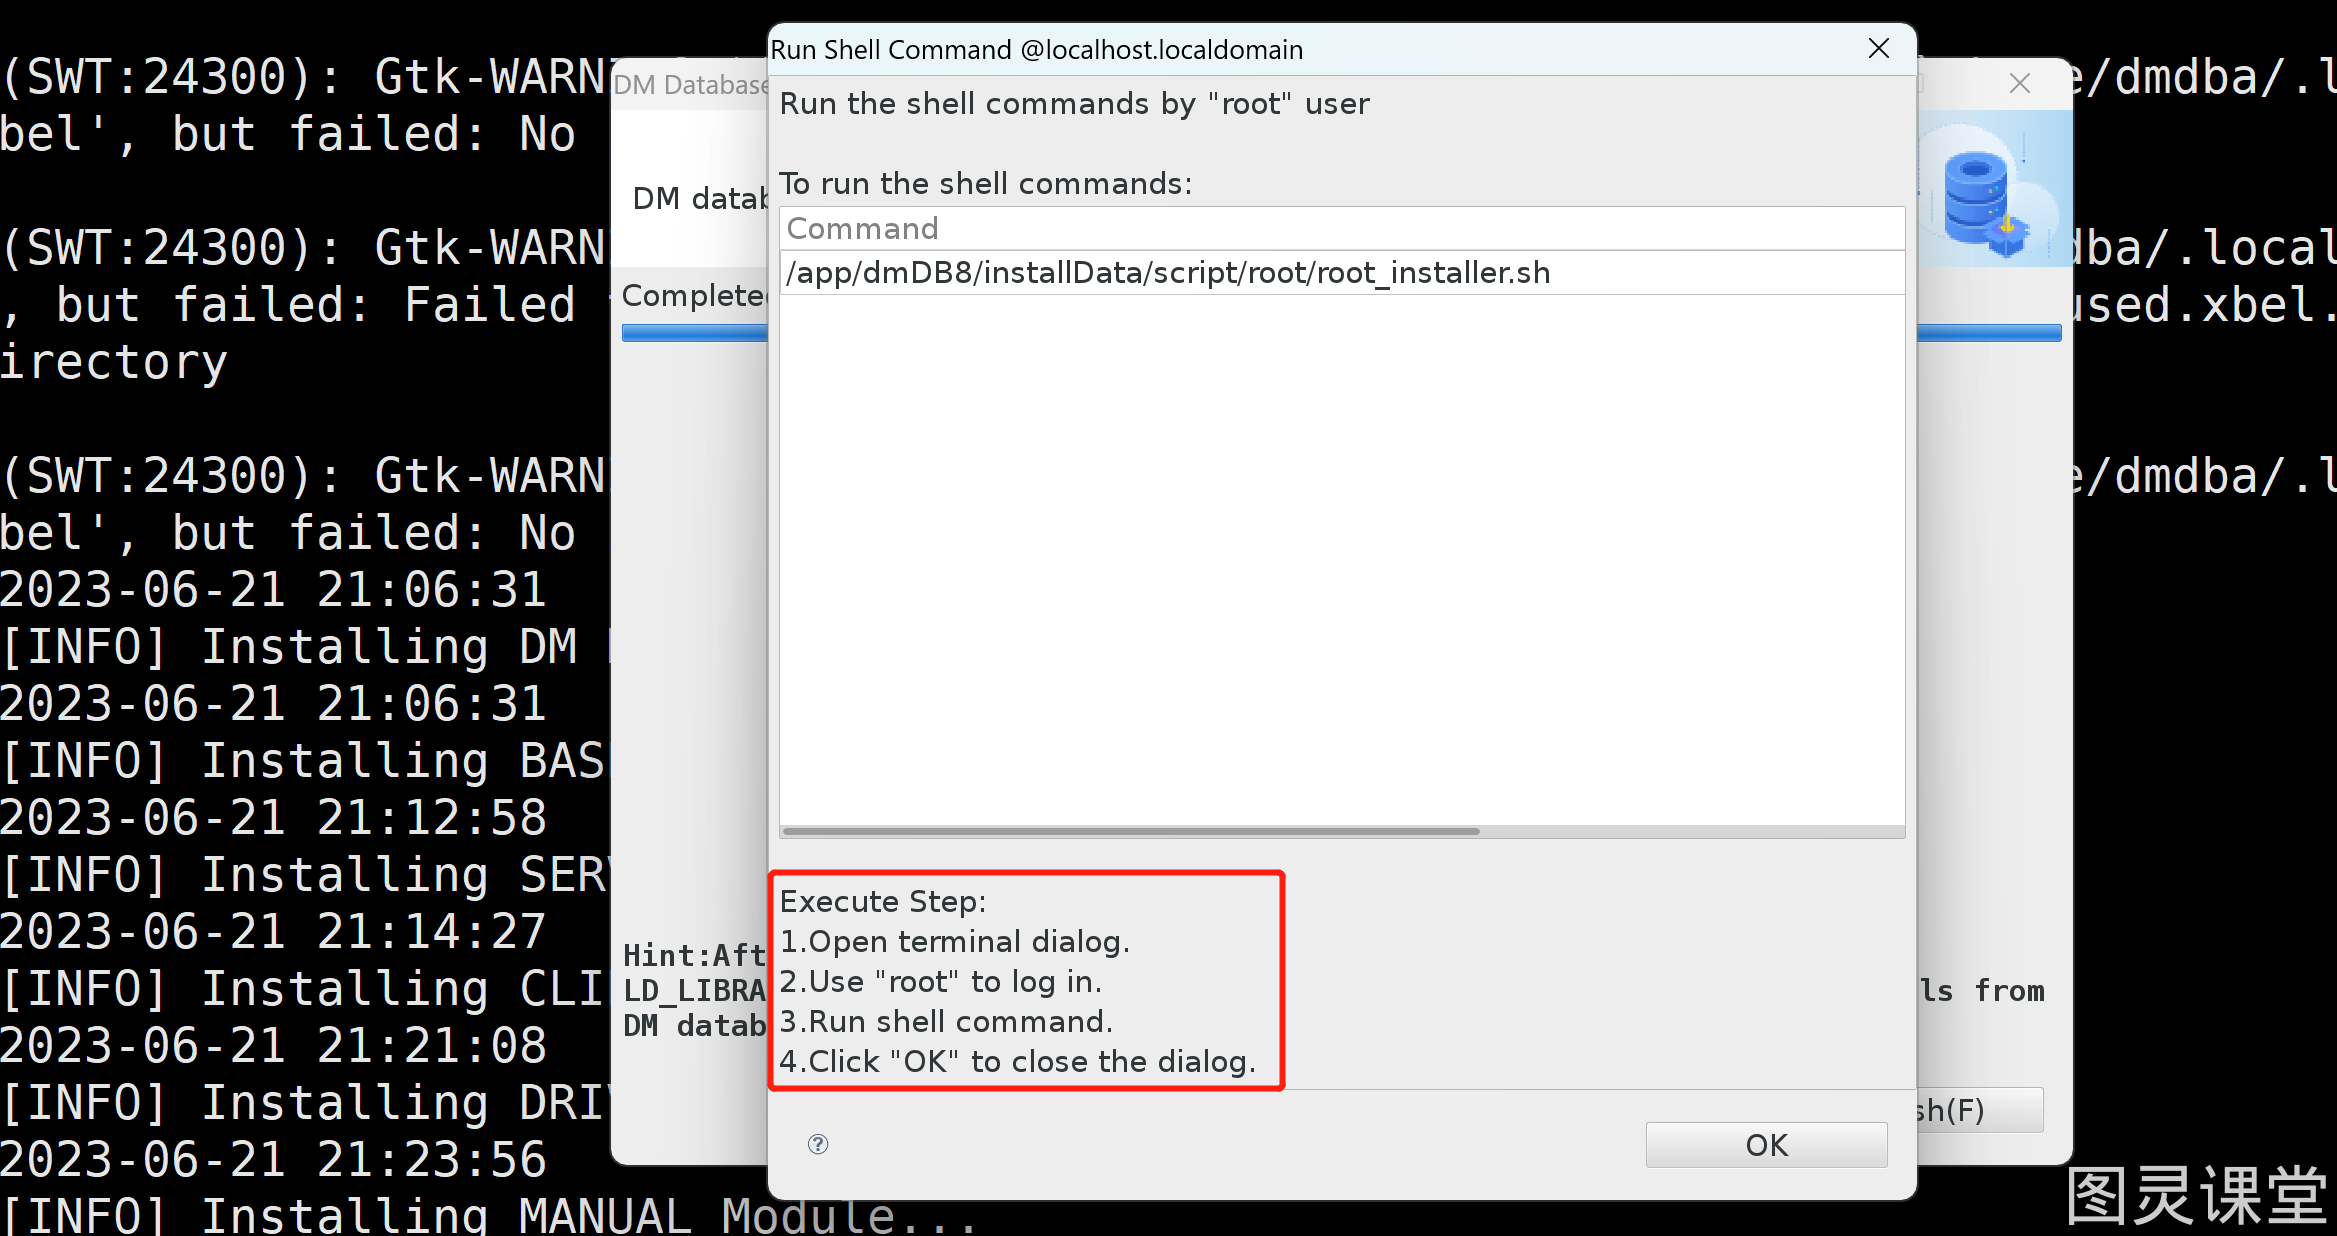 Run Shell Command @localhost.localdomain
Run the shell commands by "root" user
To run the shell commands:
Command
/app/dmDB8/installData/script/root/root_installer.sh
Execute Step:
1.Open terminal dialog.
2.Use "root" to log in.
3.Run shell command.
4.Click "OK" to close the dialog.
OK
DM Database
DM datab
Completed
Hint:Aft
LD_LIBRA ls from
DM datab
sh(F)
(SWT:24300): Gtk-WARN e/dmdba/.l
bel', but failed: No
(SWT:24300): Gtk-WARN dba/.local
, but failed: Failed used.xbel.
irectory
(SWT:24300): Gtk-WARN e/dmdba/.l
bel', but failed: No
2023-06-21 21:06:31
[INFO] Installing DM
2023-06-21 21:06:31
[INFO] Installing BAS
2023-06-21 21:12:58
[INFO] Installing SER
2023-06-21 21:14:27
[INFO] Installing CLI
2023-06-21 21:21:08
[INFO] Installing DRI
2023-06-21 21:23:56
[INFO] Installing MANUAL Module...
图灵课堂